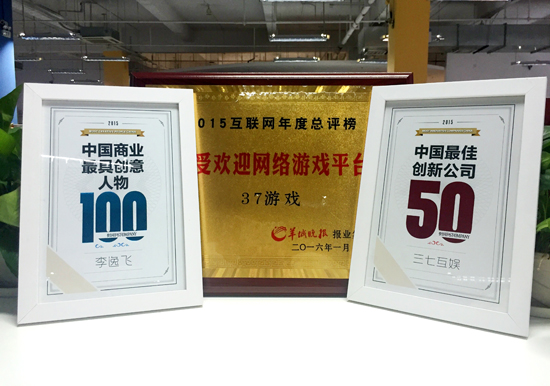 2015
中国商业
最具创意
人物
100
李逸飞
2015互联网年度总评榜
受欢迎网络游戏平台
37游戏
羊城晚报 报业
二〇一六年一月
2015
中国最佳
创新公司
50
三七互娱